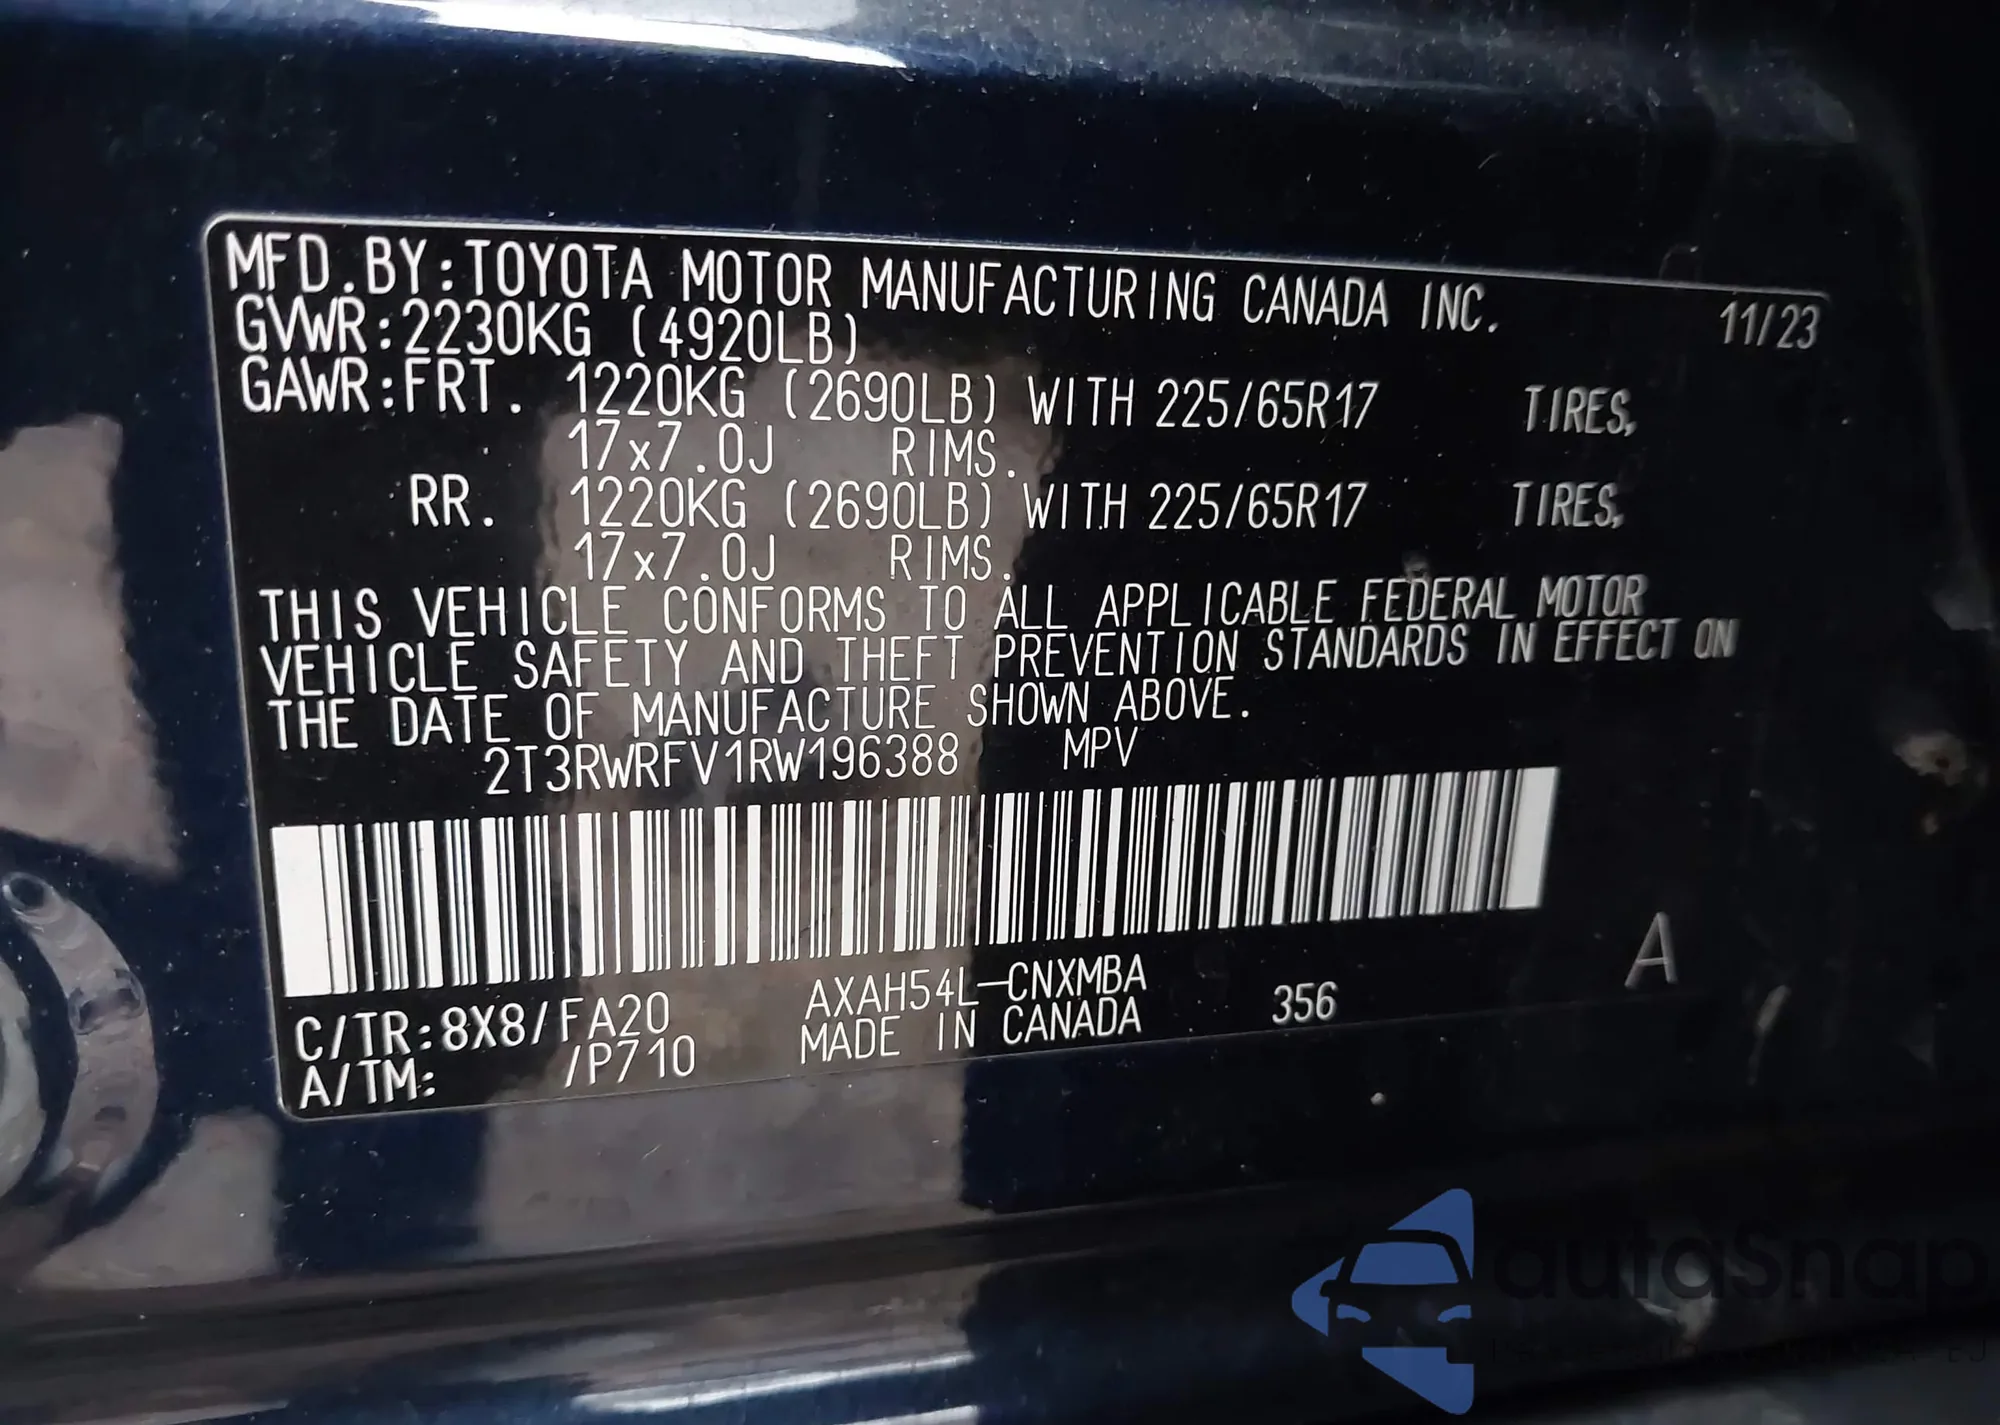 MFD.BY:TOYOTA MOTOR MANUFACTURING CANADA INC. 11/23
GVWR:2230KG (4920LB)
GAWR:FRT. 1220KG (2690LB) WITH 225/65R17 TIRES,
17x7.0J RIMS.
RR. 1220KG (2690LB) WITH 225/65R17 TIRES,
17x7.0J RIMS.
THIS VEHICLE CONFORMS TO ALL APPLICABLE FEDERAL MOTOR
VEHICLE SAFETY AND THEFT PREVENTION STANDARDS IN EFFECT ON
THE DATE OF MANUFACTURE SHOWN ABOVE.
2T3RWRFV1RW196388 MPV
C/TR:8X8/FA20 AXAH54L-CNXMBA 356 A
A/TM: /P710 MADE IN CANADA
autaSnap